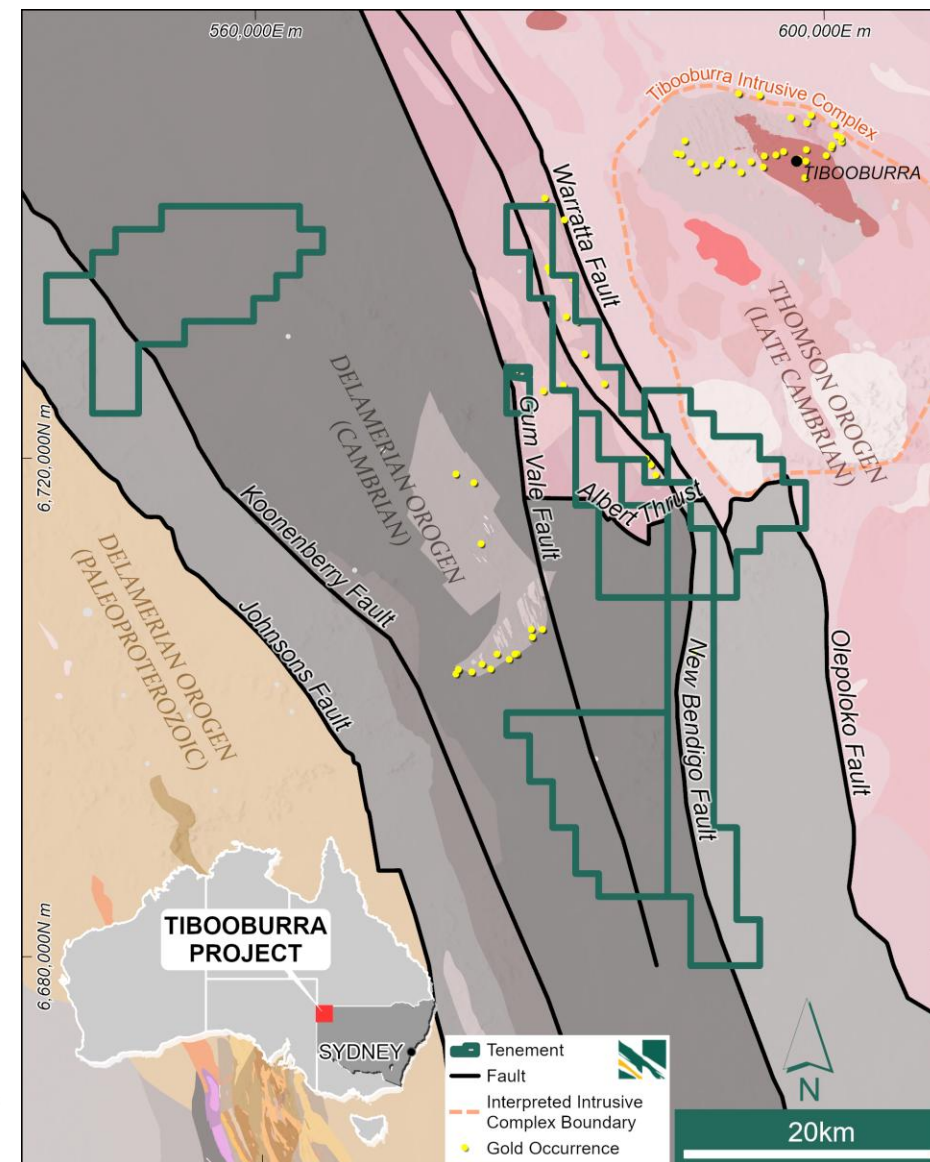 560,000E m
600,000E m
Tibooburra Intrusive Complex
TIBOOBURRA
Warratta Fault
THOMSON OROGEN
(LATE CAMBRIAN)
DELAMERIAN OROGEN
(CAMBRIAN)
Gum Vale Fault
6,720,000N m
Albert Thrust
Koonenberry Fault
DELAMERIAN OROGEN
(PALEOPROTEROZOIC)
Johnsons Fault
New Bendigo Fault
Olepoloko Fault
6,680,000N m
TIBOOBURRA
PROJECT
SYDNEY
Tenement
Fault
Interpreted Intrusive
Complex Boundary
Gold Occurrence
N
20km